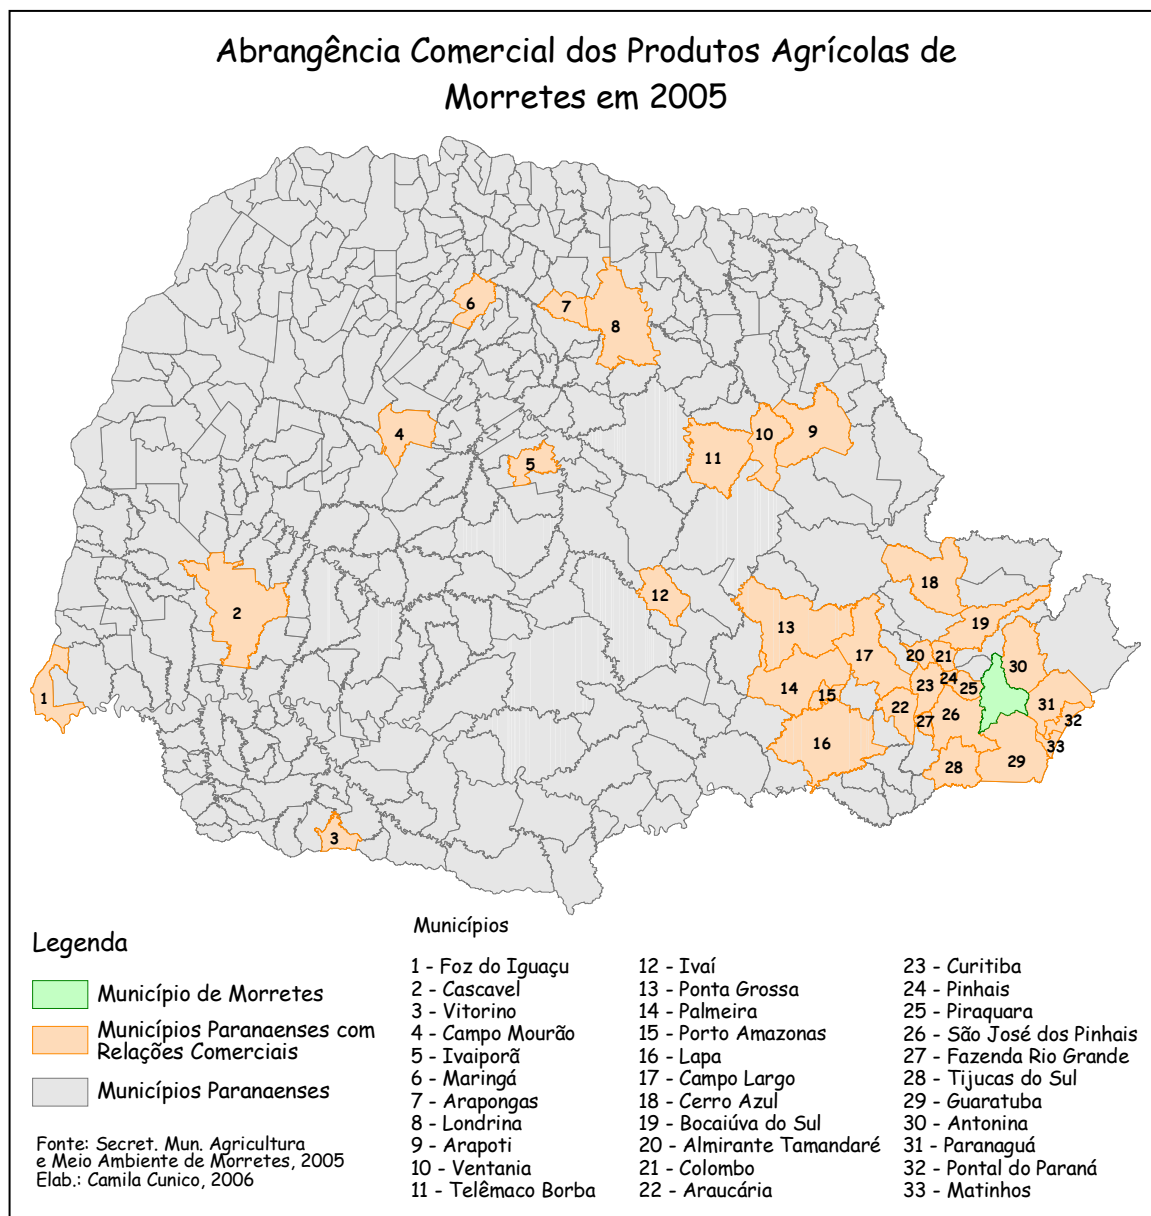 Abrangência Comercial dos Produtos Agrícolas de
Morretes em 2005
6
7
8
4
5
11
10
9
2
12
18
19
13
17
20
21
30
1
14
15
22
23
24
25
27
26
31
32
33
16
28
29
3
Legenda
Município de Morretes
Municípios Paranaenses com
Relações Comerciais
Municípios Paranaenses
Fonte: Secret. Mun. Agricultura
e Meio Ambiente de Morretes, 2005
Elab.: Camila Cunico, 2006
Municípios
1 - Foz do Iguaçu
2 - Cascavel
3 - Vitorino
4 - Campo Mourão
5 - Ivaiporã
6 - Maringá
7 - Arapongas
8 - Londrina
9 - Arapoti
10 - Ventania
11 - Telêmaco Borba
12 - Ivaí
13 - Ponta Grossa
14 - Palmeira
15 - Porto Amazonas
16 - Lapa
17 - Campo Largo
18 - Cerro Azul
19 - Bocaiúva do Sul
20 - Almirante Tamandaré
21 - Colombo
22 - Araucária
23 - Curitiba
24 - Pinhais
25 - Piraquara
26 - São José dos Pinhais
27 - Fazenda Rio Grande
28 - Tijucas do Sul
29 - Guaratuba
30 - Antonina
31 - Paranaguá
32 - Pontal do Paraná
33 - Matinhos